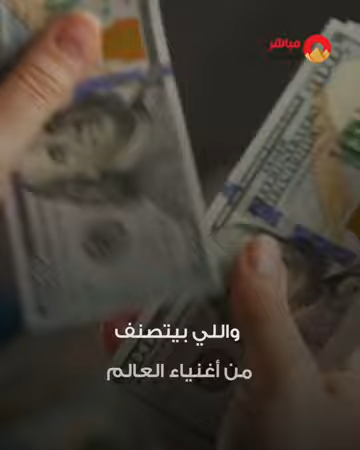 مباشر
واللي بيتصنف
من أغنياء العالم